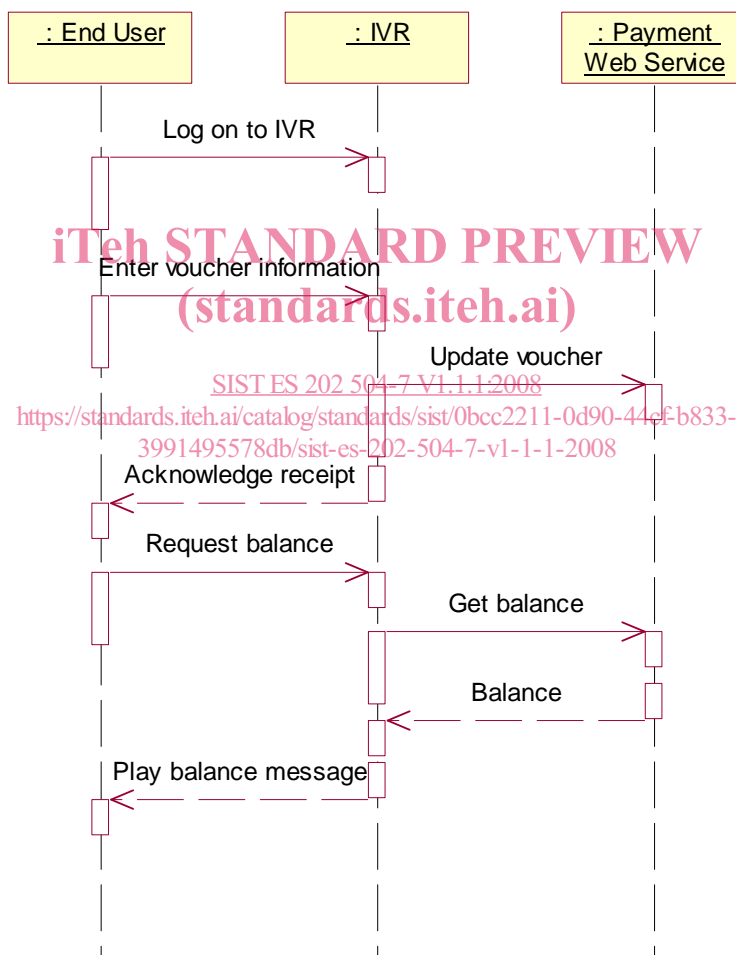 : End User
: IVR
: Payment
Web Service
Log on to IVR
iTeh STANDARD PREVIEW
Enter voucher information
(standards.iteh.ai)
Update voucher
SIST ES 202 504-7 V1.1.1:2008
https://standards.iteh.ai/catalog/standards/sist/0bcc2211-0d90-44cf-b833-
3991495578db/sist-es-202-504-7-v1-1-1-2008
Acknowledge receipt
Request balance
Get balance
Balance
Play balance message